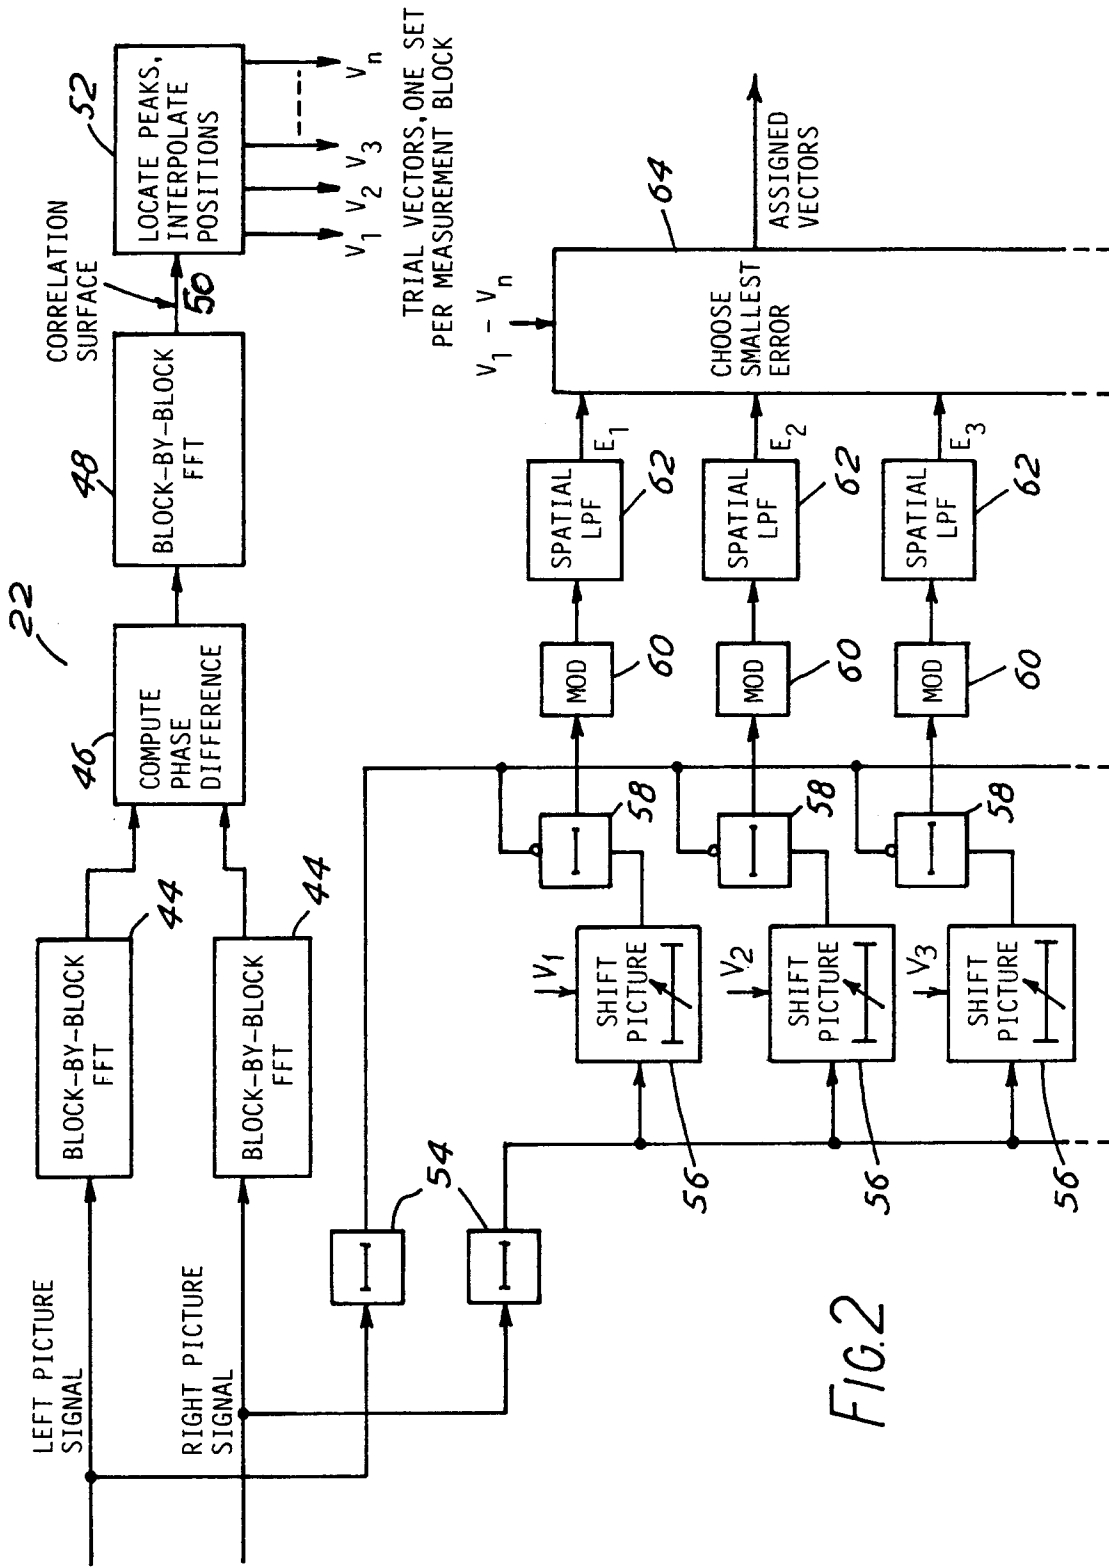 22
LEFT PICTURE
SIGNAL
BLOCK-BY-BLOCK
FFT
44
RIGHT PICTURE
SIGNAL
BLOCK-BY-BLOCK
FFT
44
46
COMPUTE
PHASE
DIFFERENCE
48
BLOCK-BY-BLOCK
FFT
CORRELATION
SURFACE
50
52
LOCATE PEAKS,
INTERPOLATE
POSITIONS
V1 V2 V3 Vn
TRIAL VECTORS, ONE SET
PER MEASUREMENT BLOCK
54
V1
SHIFT
PICTURE
56
58
MOD
60
SPATIAL
LPF
62
E1
V2
SHIFT
PICTURE
56
58
MOD
60
SPATIAL
LPF
62
E2
V3
SHIFT
PICTURE
56
58
MOD
60
SPATIAL
LPF
62
E3
V1 - Vn
CHOOSE
SMALLEST
ERROR
64
ASSIGNED
VECTORS
FIG.2